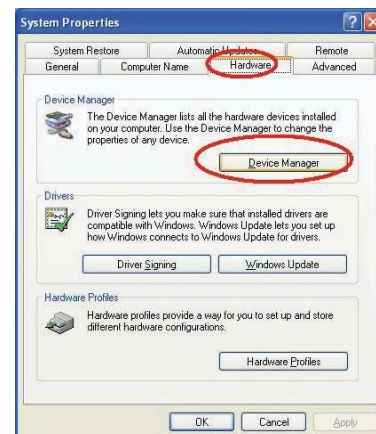 System Properties
System Restore Automatic Updates Remote
General Computer Name Hardware Advanced
Device Manager
The Device Manager lists all the hardware devices installed
on your computer. Use the Device Manager to change the
properties of any device.
Device Manager
Drivers
Driver Signing lets you make sure that installed drivers are
compatible with Windows. Windows Update lets you set up
how Windows connects to Windows Update for drivers.
Driver Signing Windows Update
Hardware Profiles
Hardware profiles provide a way for you to set up and store
different hardware configurations.
Hardware Profiles
OK Cancel Apply